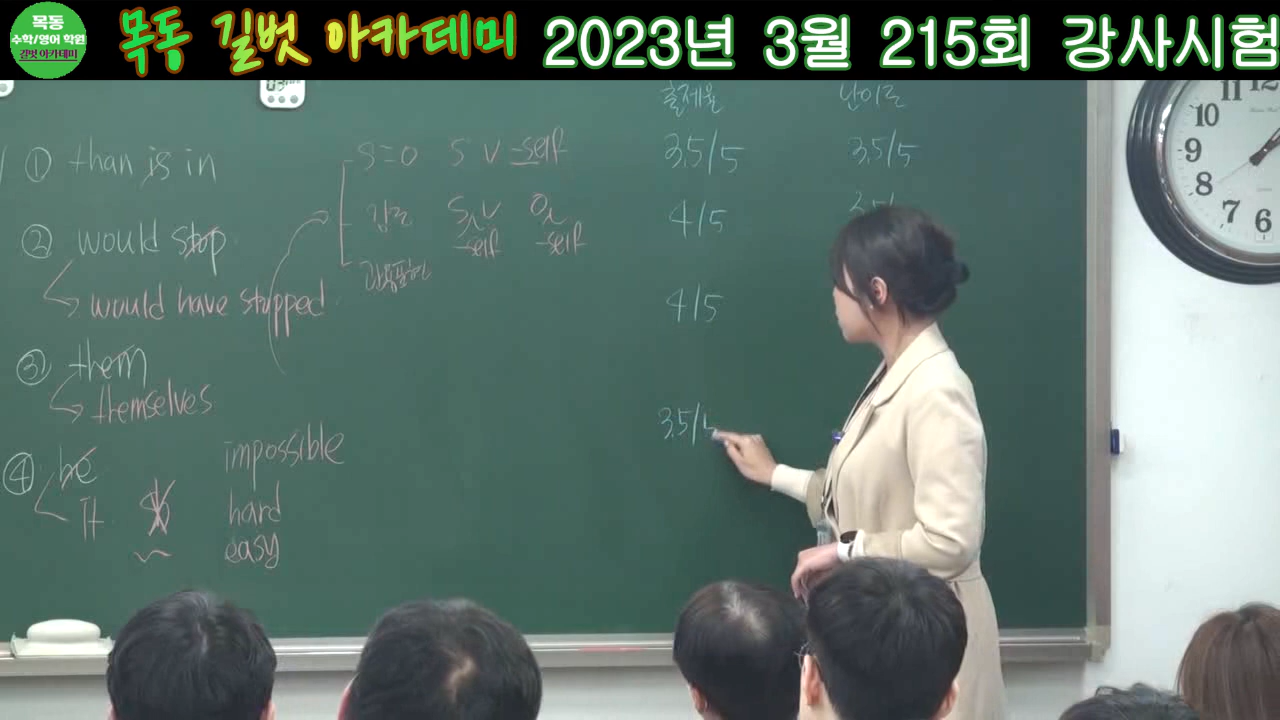 목동
수학/영어 학원
길벗 아카데미
목동 길벗 아카데미 2023년 3월 215회 강사시험
출제율 난이도
① than is in
② would stop
would have stopped
③ them
themselves
④ be
It
impossible
hard
easy
S=O S V -self
강조 S V O
-self -self
관용표현
3.5/5 3.5/5
4/5
4/5
3.5/
11 12
10
9
8
7
6